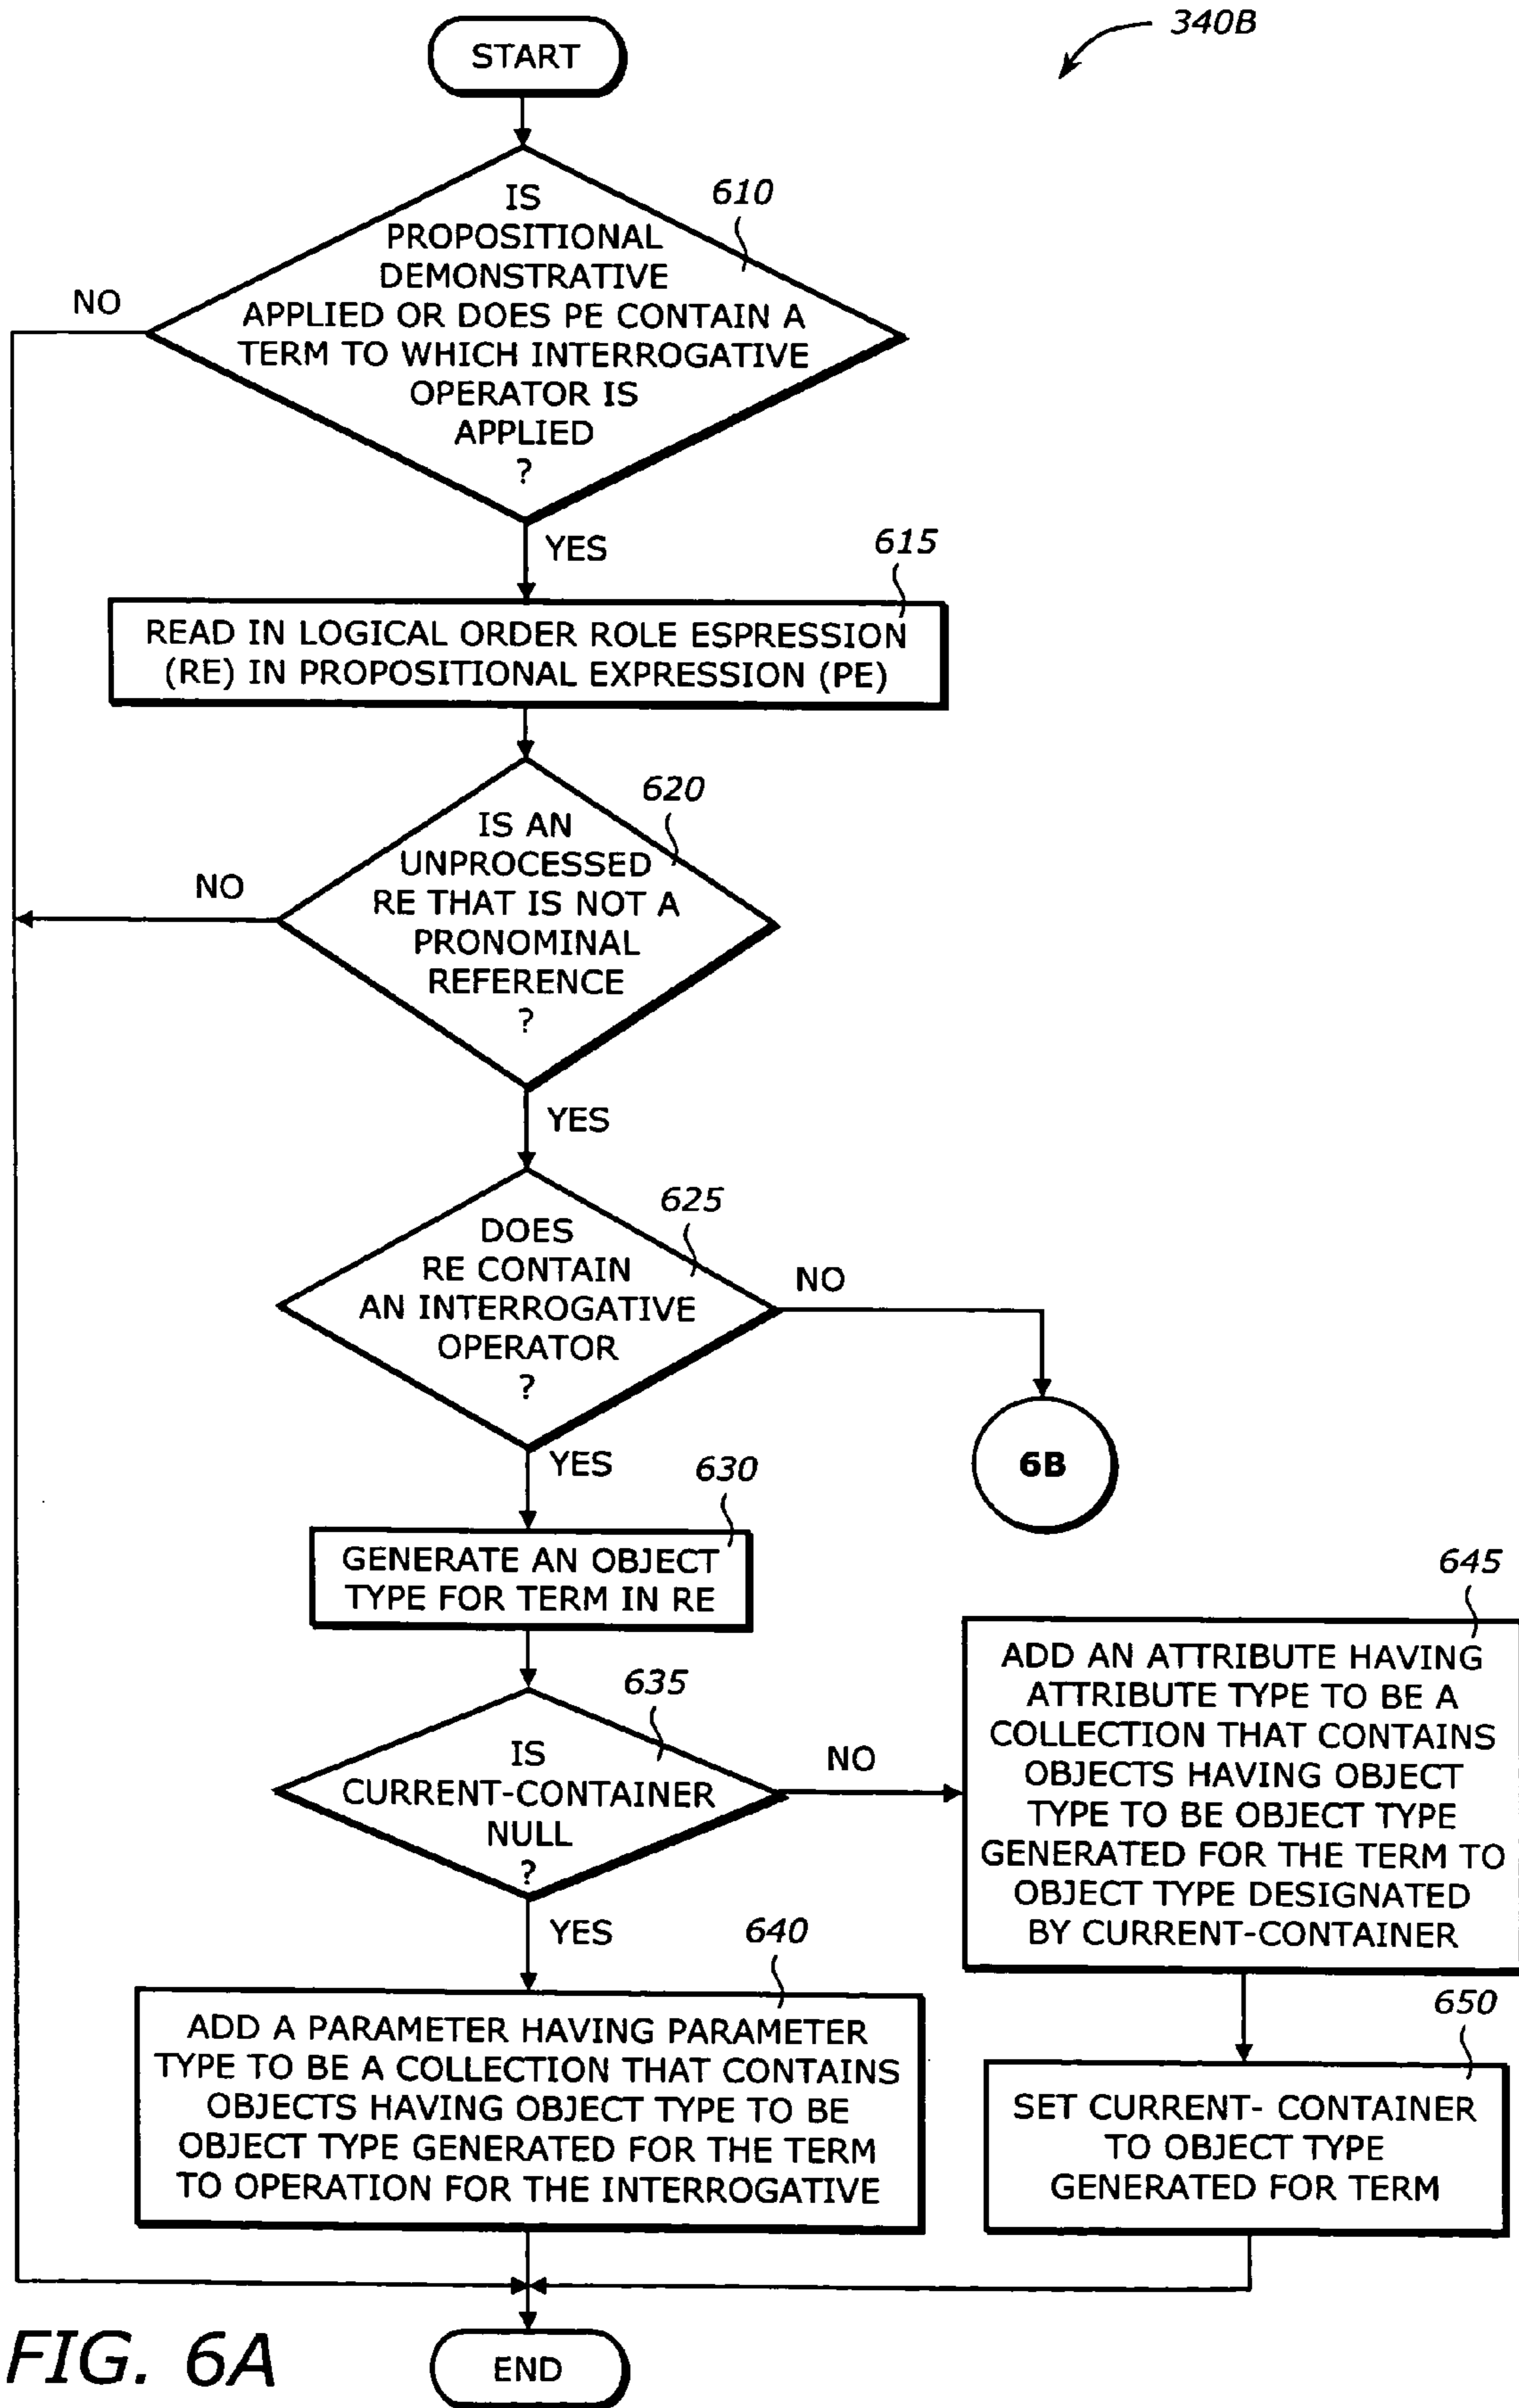 340B
START
610
IS
PROPOSITIONAL
DEMONSTRATIVE
APPLIED OR DOES PE CONTAIN A
TERM TO WHICH INTERROGATIVE
OPERATOR IS
APPLIED
?
NO
YES
615
READ IN LOGICAL ORDER ROLE ESPRESSION
(RE) IN PROPOSITIONAL EXPRESSION (PE)
620
IS AN
UNPROCESSED
RE THAT IS NOT A
PRONOMINAL
REFERENCE
?
NO
YES
625
DOES
RE CONTAIN
AN INTERROGATIVE
OPERATOR
?
NO
6B
YES
630
GENERATE AN OBJECT
TYPE FOR TERM IN RE
635
IS
CURRENT-CONTAINER
NULL
?
NO
645
ADD AN ATTRIBUTE HAVING
ATTRIBUTE TYPE TO BE A
COLLECTION THAT CONTAINS
OBJECTS HAVING OBJECT
TYPE TO BE OBJECT TYPE
GENERATED FOR THE TERM TO
OBJECT TYPE DESIGNATED
BY CURRENT-CONTAINER
YES
640
ADD A PARAMETER HAVING PARAMETER
TYPE TO BE A COLLECTION THAT CONTAINS
OBJECTS HAVING OBJECT TYPE TO BE
OBJECT TYPE GENERATED FOR THE TERM
TO OPERATION FOR THE INTERROGATIVE
650
SET CURRENT- CONTAINER
TO OBJECT TYPE
GENERATED FOR TERM
END
FIG. 6A